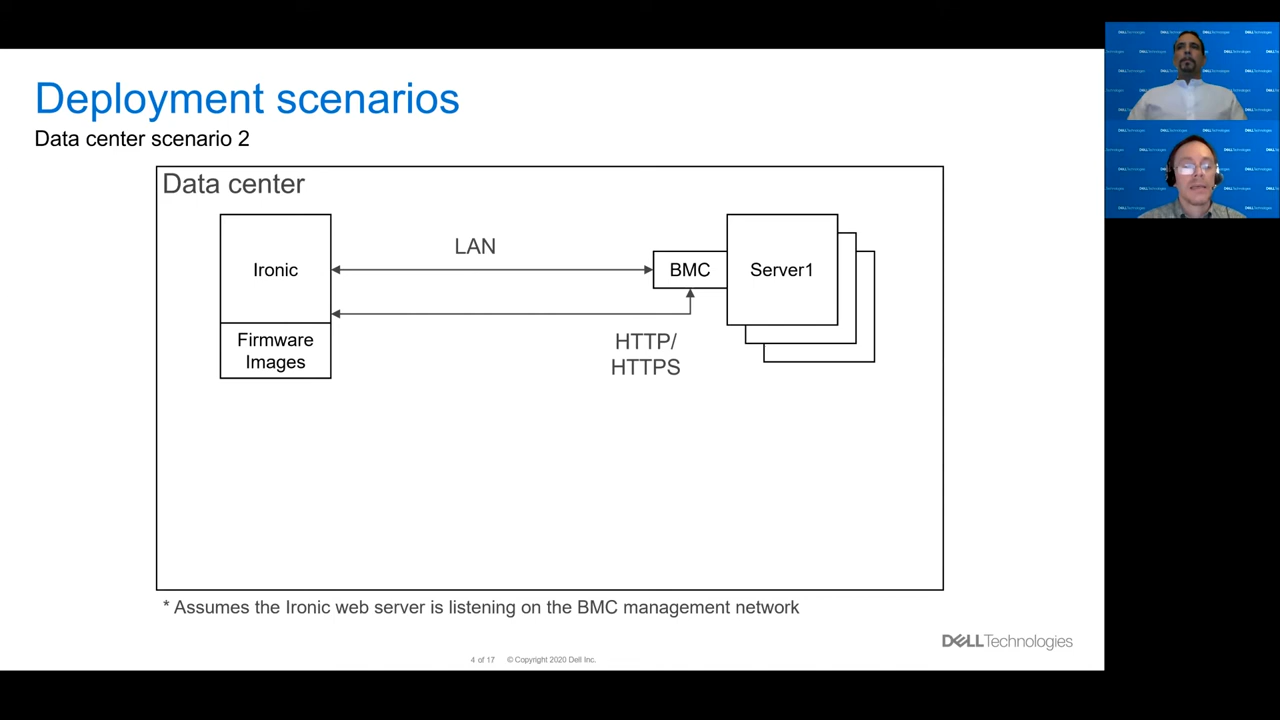 Deployment scenarios
Data center scenario 2
Data center
Ironic
LAN
BMC
Server1
Firmware
Images
HTTP/
HTTPS
* Assumes the Ironic web server is listening on the BMC management network
DELLTechnologies
4 of 17
© Copyright 2020 Dell Inc.